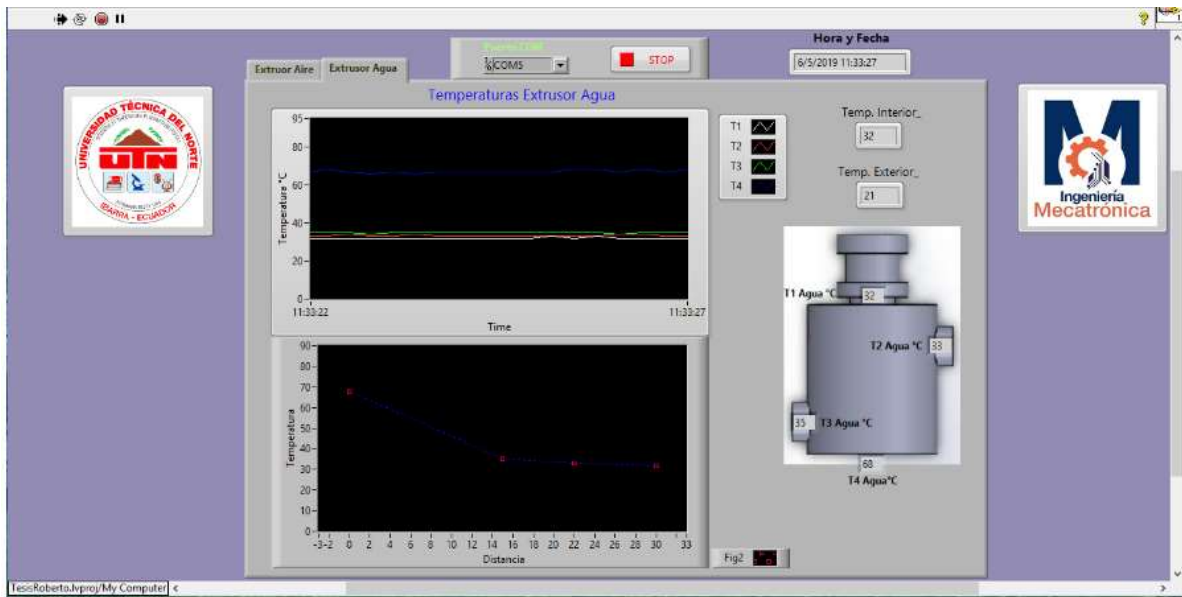 Puerto COM
COM5
STOP
Hora y Fecha
6/5/2019 11:33:27
Extruor Aire
Extrusor Agua
UNIVERSIDAD TÉCNICA DEL NORTE
UTN
IBARRA - ECUADOR
Temperaturas Extrusor Agua
95
80
60
40
20
0
Temperatura °C
11:33:22
11:33:27
Time
T1
T2
T3
T4
Temp. Interior_
32
Temp. Exterior_
21
Ingeniería
Mecatrónica
T1 Agua °C
32
T2 Agua °C
33
35
T3 Agua °C
68
T4 Agua°C
90
80
70
60
50
40
30
20
10
0
Temperatura
-3 -2 0 2 4 6 8 10 12 14 16 18 20 22 24 26 28 30 33
Distancia
Fig2
TesisRoberto.lvproj/My Computer